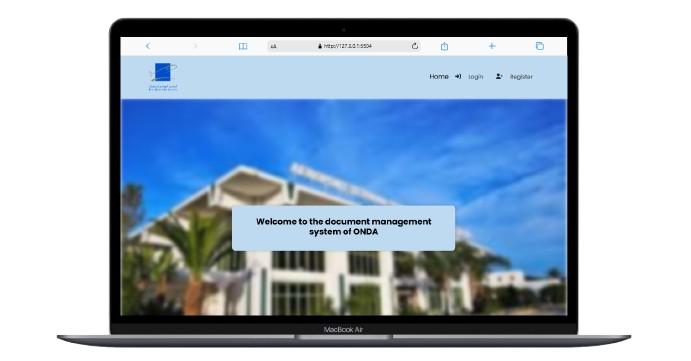 AA
http://127.0.0.1:5504
Home
Login
Register
Welcome to the document management
system of ONDA
MacBook Air